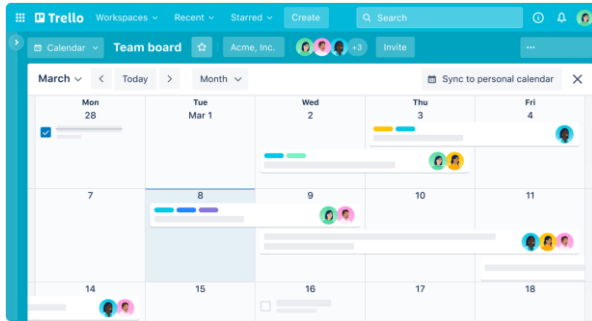 Trello Workspaces Recent Starred Create Search
Calendar Team board Acme, Inc. +3 Invite ...
March Today Month Sync to personal calendar
Mon Tue Wed Thu Fri
28 Mar 1 2 3 4
7 8 9 10 11
14 15 16 17 18